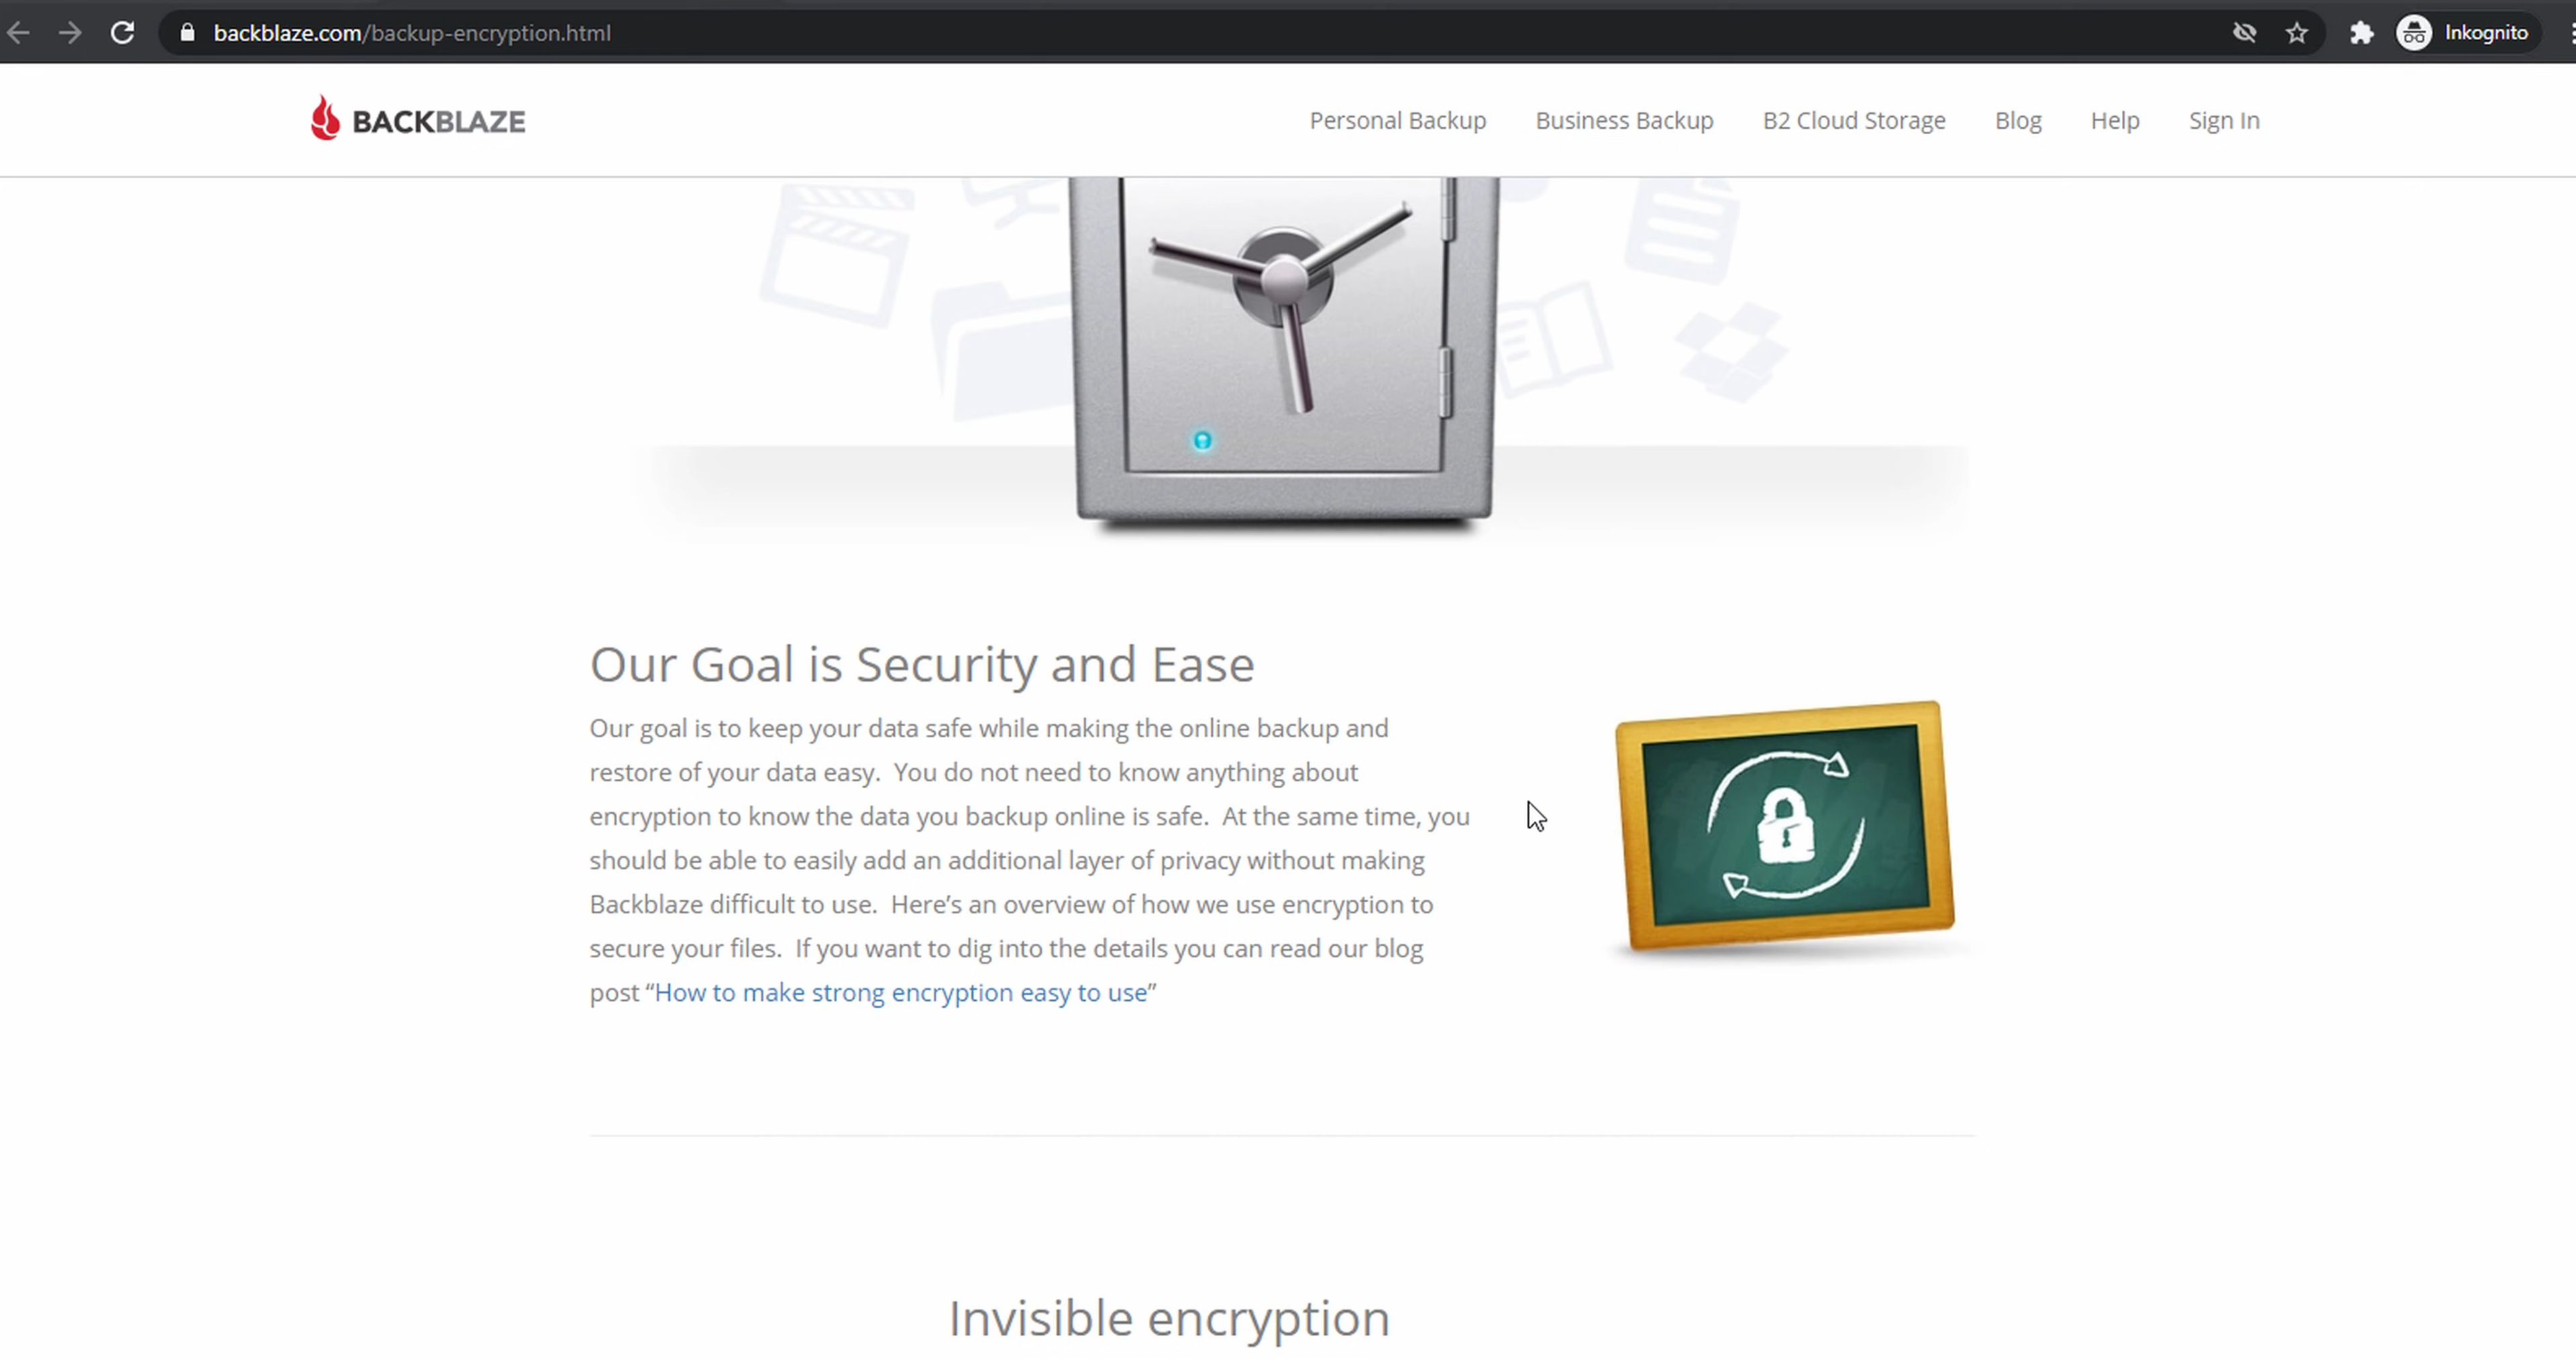 backblaze.com/backup-encryption.html
Inkognito
BACKBLAZE
Personal Backup
Business Backup
B2 Cloud Storage
Blog
Help
Sign In
Our Goal is Security and Ease
Our goal is to keep your data safe while making the online backup and
restore of your data easy.  You do not need to know anything about
encryption to know the data you backup online is safe.  At the same time, you
should be able to easily add an additional layer of privacy without making
Backblaze difficult to use.  Here’s an overview of how we use encryption to
secure your files.  If you want to dig into the details you can read our blog
post “How to make strong encryption easy to use”
Invisible encryption